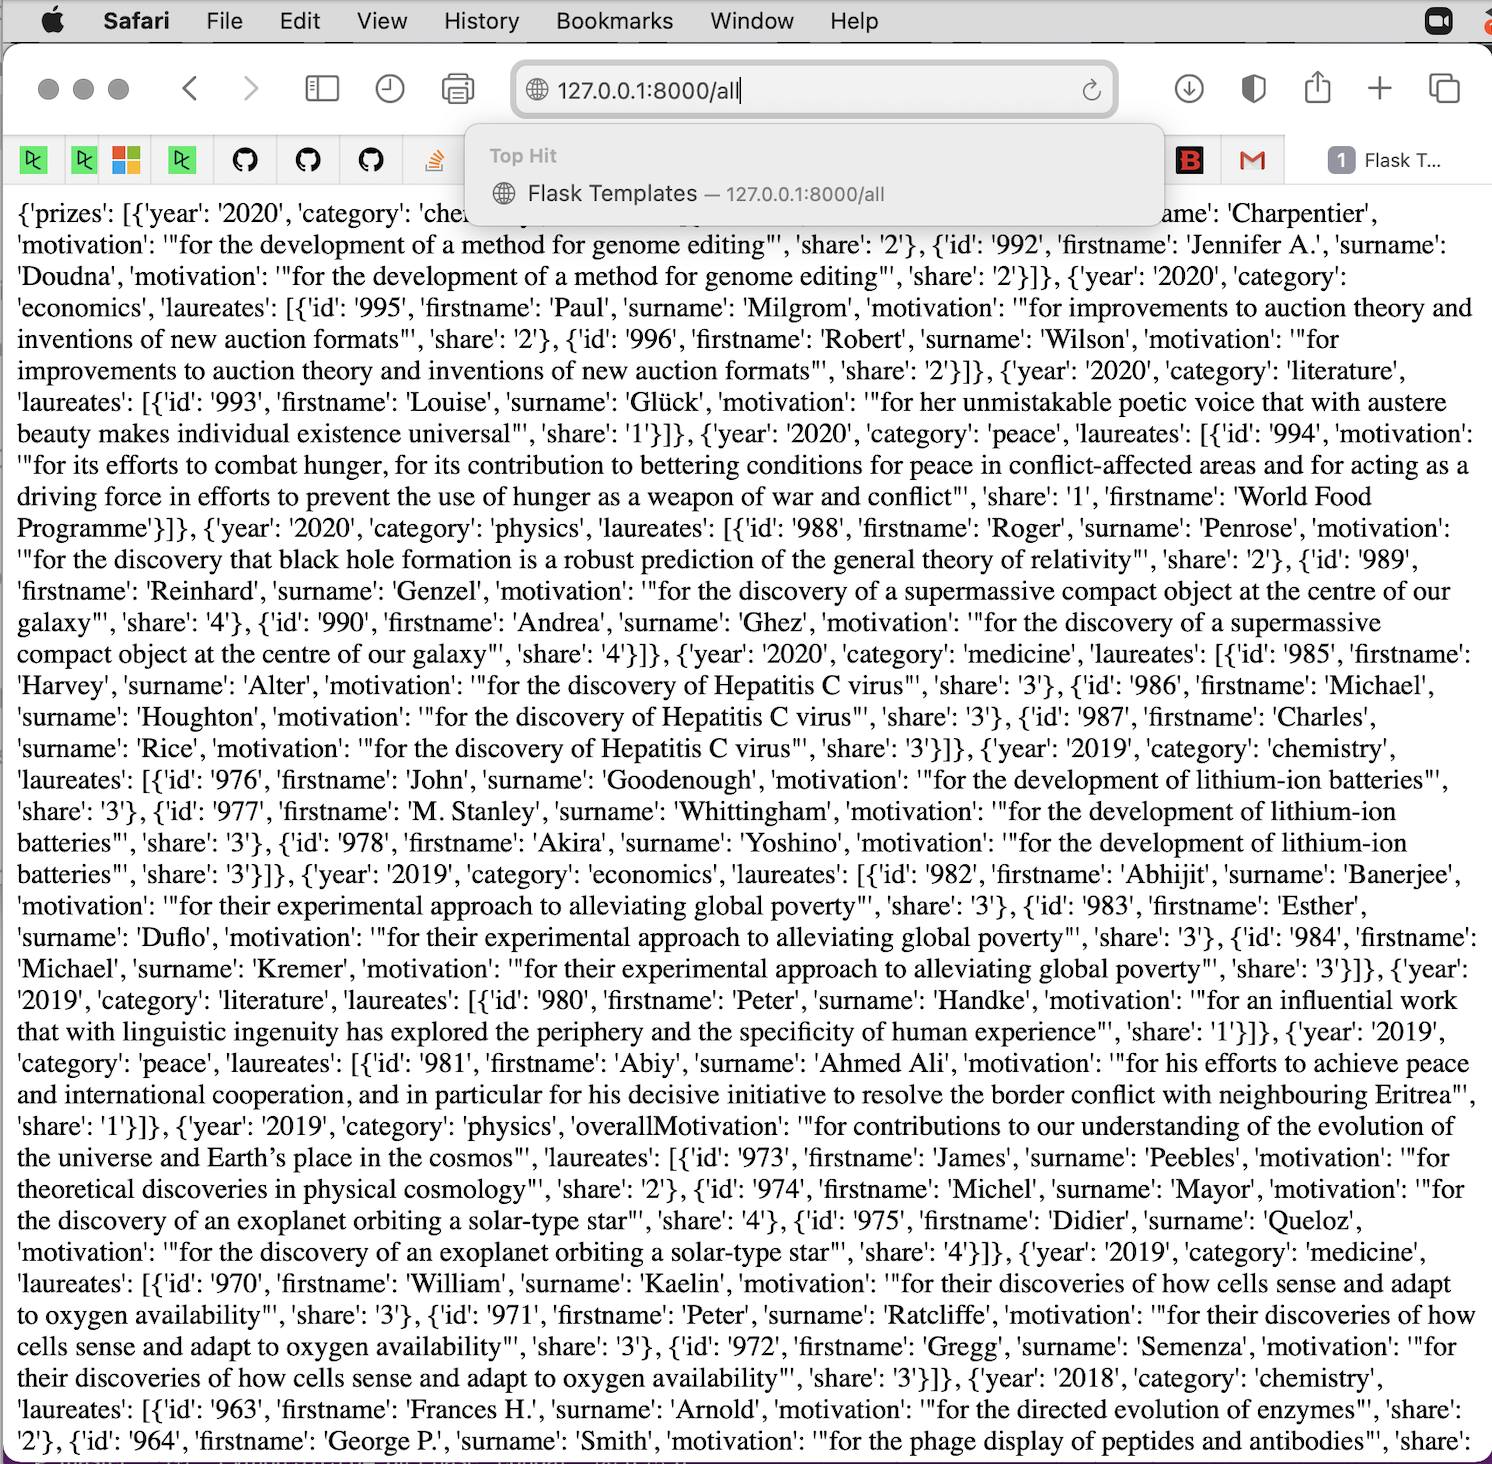 Safari File Edit View History Bookmarks Window Help
127.0.0.1:8000/all
Top Hit
Flask Templates — 127.0.0.1:8000/all
B
1 Flask T...
{'prizes': [{'year': '2020', 'category': 'che ame': 'Charpentier',
'motivation': '"for the development of a method for genome editing"', 'share': '2'}, {'id': '992', 'firstname': 'Jennifer A.', 'surname':
'Doudna', 'motivation': '"for the development of a method for genome editing"', 'share': '2'}]}, {'year': '2020', 'category':
'economics', 'laureates': [{'id': '995', 'firstname': 'Paul', 'surname': 'Milgrom', 'motivation': '"for improvements to auction theory and
inventions of new auction formats"', 'share': '2'}, {'id': '996', 'firstname': 'Robert', 'surname': 'Wilson', 'motivation': '"for
improvements to auction theory and inventions of new auction formats"', 'share': '2'}]}, {'year': '2020', 'category': 'literature',
'laureates': [{'id': '993', 'firstname': 'Louise', 'surname': 'Glück', 'motivation': '"for her unmistakable poetic voice that with austere
beauty makes individual existence universal"', 'share': '1'}]}, {'year': '2020', 'category': 'peace', 'laureates': [{'id': '994', 'motivation':
'"for its efforts to combat hunger, for its contribution to bettering conditions for peace in conflict-affected areas and for acting as a
driving force in efforts to prevent the use of hunger as a weapon of war and conflict"', 'share': '1', 'firstname': 'World Food
Programme'}]}, {'year': '2020', 'category': 'physics', 'laureates': [{'id': '988', 'firstname': 'Roger', 'surname': 'Penrose', 'motivation':
'"for the discovery that black hole formation is a robust prediction of the general theory of relativity"', 'share': '2'}, {'id': '989',
'firstname': 'Reinhard', 'surname': 'Genzel', 'motivation': '"for the discovery of a supermassive compact object at the centre of our
galaxy"', 'share': '4'}, {'id': '990', 'firstname': 'Andrea', 'surname': 'Ghez', 'motivation': '"for the discovery of a supermassive
compact object at the centre of our galaxy"', 'share': '4'}]}, {'year': '2020', 'category': 'medicine', 'laureates': [{'id': '985', 'firstname':
'Harvey', 'surname': 'Alter', 'motivation': '"for the discovery of Hepatitis C virus"', 'share': '3'}, {'id': '986', 'firstname': 'Michael',
'surname': 'Houghton', 'motivation': '"for the discovery of Hepatitis C virus"', 'share': '3'}, {'id': '987', 'firstname': 'Charles',
'surname': 'Rice', 'motivation': '"for the discovery of Hepatitis C virus"', 'share': '3'}]}, {'year': '2019', 'category': 'chemistry',
'laureates': [{'id': '976', 'firstname': 'John', 'surname': 'Goodenough', 'motivation': '"for the development of lithium-ion batteries"',
'share': '3'}, {'id': '977', 'firstname': 'M. Stanley', 'surname': 'Whittingham', 'motivation': '"for the development of lithium-ion
batteries"', 'share': '3'}, {'id': '978', 'firstname': 'Akira', 'surname': 'Yoshino', 'motivation': '"for the development of lithium-ion
batteries"', 'share': '3'}]}, {'year': '2019', 'category': 'economics', 'laureates': [{'id': '982', 'firstname': 'Abhijit', 'surname': 'Banerjee',
'motivation': '"for their experimental approach to alleviating global poverty"', 'share': '3'}, {'id': '983', 'firstname': 'Esther',
'surname': 'Duflo', 'motivation': '"for their experimental approach to alleviating global poverty"', 'share': '3'}, {'id': '984', 'firstname':
'Michael', 'surname': 'Kremer', 'motivation': '"for their experimental approach to alleviating global poverty"', 'share': '3'}]}, {'year':
'2019', 'category': 'literature', 'laureates': [{'id': '980', 'firstname': 'Peter', 'surname': 'Handke', 'motivation': '"for an influential work
that with linguistic ingenuity has explored the periphery and the specificity of human experience"', 'share': '1'}]}, {'year': '2019',
'category': 'peace', 'laureates': [{'id': '981', 'firstname': 'Abiy', 'surname': 'Ahmed Ali', 'motivation': '"for his efforts to achieve peace
and international cooperation, and in particular for his decisive initiative to resolve the border conflict with neighbouring Eritrea"',
'share': '1'}]}, {'year': '2019', 'category': 'physics', 'overallMotivation': '"for contributions to our understanding of the evolution of
the universe and Earth’s place in the cosmos"', 'laureates': [{'id': '973', 'firstname': 'James', 'surname': 'Peebles', 'motivation': '"for
theoretical discoveries in physical cosmology"', 'share': '2'}, {'id': '974', 'firstname': 'Michel', 'surname': 'Mayor', 'motivation': '"for
the discovery of an exoplanet orbiting a solar-type star"', 'share': '4'}, {'id': '975', 'firstname': 'Didier', 'surname': 'Queloz',
'motivation': '"for the discovery of an exoplanet orbiting a solar-type star"', 'share': '4'}]}, {'year': '2019', 'category': 'medicine',
'laureates': [{'id': '970', 'firstname': 'William', 'surname': 'Kaelin', 'motivation': '"for their discoveries of how cells sense and adapt
to oxygen availability"', 'share': '3'}, {'id': '971', 'firstname': 'Peter', 'surname': 'Ratcliffe', 'motivation': '"for their discoveries of how
cells sense and adapt to oxygen availability"', 'share': '3'}, {'id': '972', 'firstname': 'Gregg', 'surname': 'Semenza', 'motivation': '"for
their discoveries of how cells sense and adapt to oxygen availability"', 'share': '3'}]}, {'year': '2018', 'category': 'chemistry',
'laureates': [{'id': '963', 'firstname': 'Frances H.', 'surname': 'Arnold', 'motivation': '"for the directed evolution of enzymes"', 'share':
'2'}, {'id': '964', 'firstname': 'George P.', 'surname': 'Smith', 'motivation': '"for the phage display of peptides and antibodies"', 'share':